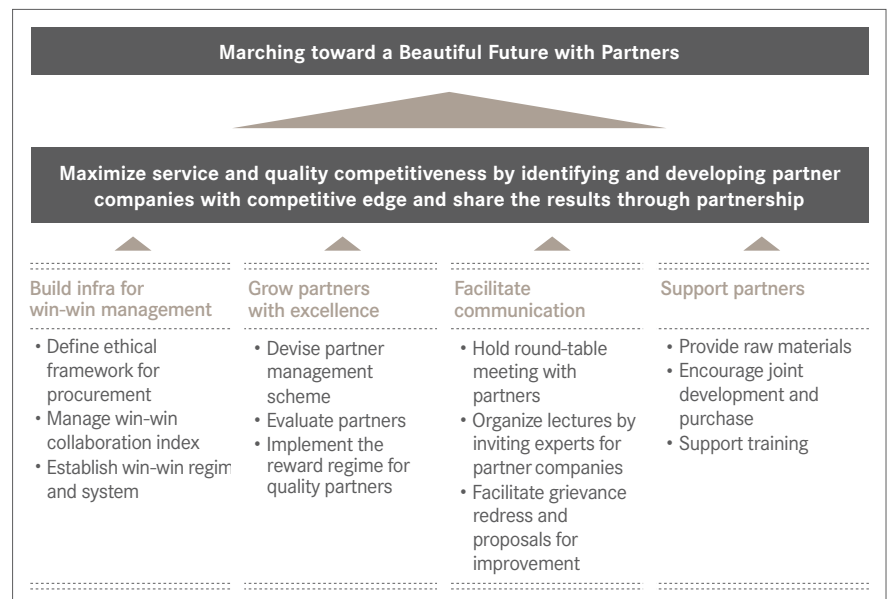 Marching toward a Beautiful Future with Partners
Maximize service and quality competitiveness by identifying and developing partner
companies with competitive edge and share the results through partnership
Build infra for
win-win management
• Define ethical
framework for
procurement
• Manage win-win
collaboration index
• Establish win-win regim
and system
Grow partners
with excellence
• Devise partner
management
scheme
• Evaluate partners
• Implement the
reward regime for
quality partners
Facilitate
communication
• Hold round-table
meeting with
partners
• Organize lectures by
inviting experts for
partner companies
• Facilitate grievance
redress and
proposals for
improvement
Support partners
• Provide raw materials
• Encourage joint
development and
purchase
• Support training